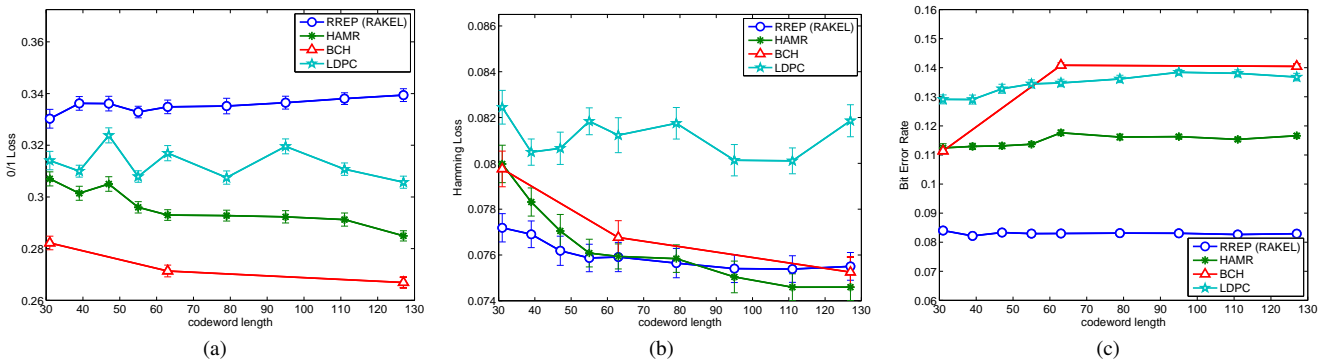 0.36
0.34
0.32
0.3
0.28
0.26
0/1 Loss
30 40 50 60 70 80 90 100 110 120 130
codeword length
RREP (RAKEL)
HAMR
BCH
LDPC
(a)
0.086
0.084
0.082
0.08
0.078
0.076
0.074
Hamming Loss
30 40 50 60 70 80 90 100 110 120 130
codeword length
RREP (RAKEL)
HAMR
BCH
LDPC
(b)
0.16
0.15
0.14
0.13
0.12
0.11
0.1
0.09
0.08
0.07
0.06
Bit Error Rate
30 40 50 60 70 80 90 100 110 120 130
codeword length
RREP (RAKEL)
HAMR
BCH
LDPC
(c)